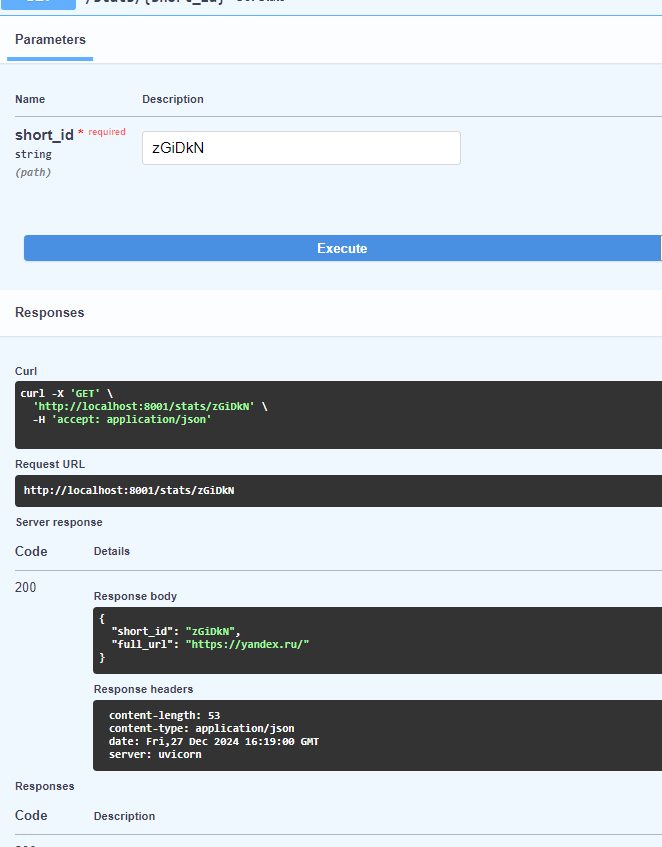 Parameters
Name Description
short_id * required
string
(path)
zGiDkN
Execute
Responses
Curl
curl -X 'GET' \
'http://localhost:8001/stats/zGiDkN' \
-H 'accept: application/json'
Request URL
http://localhost:8001/stats/zGiDkN
Server response
Code Details
200
Response body
{
"short_id": "zGiDkN",
"full_url": "https://yandex.ru/"
}
Response headers
content-length: 53
content-type: application/json
date: Fri,27 Dec 2024 16:19:00 GMT
server: uvicorn
Responses
Code Description